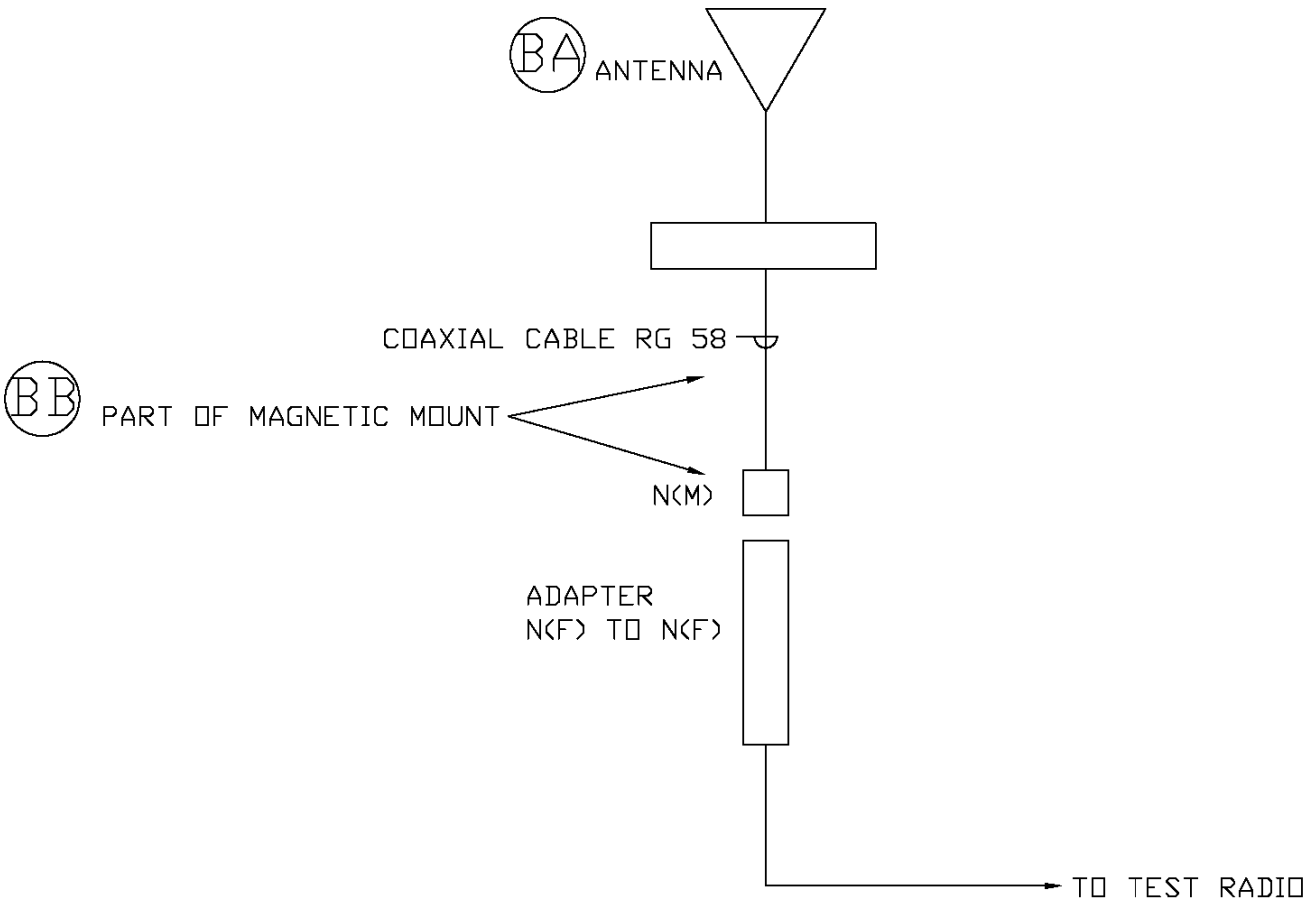 BA ANTENNA
COAXIAL CABLE RG 58
BB PART OF MAGNETIC MOUNT
N(M)
ADAPTER
N(F) TO N(F)
TO TEST RADIO